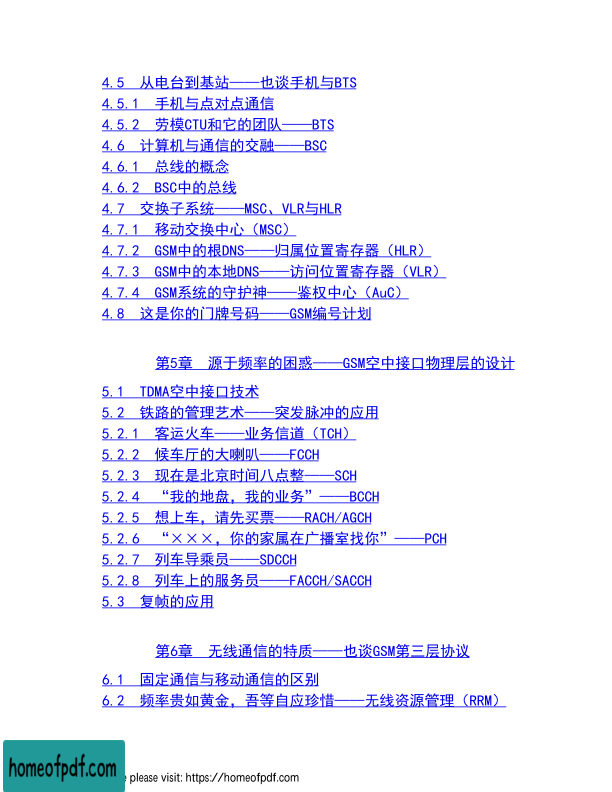 4.5 从电台到基站——也谈手机与BTS
4.5.1 手机与点对点通信
4.5.2 劳模CTU和它的团队——BTS
4.6 计算机与通信的交融——BSC
4.6.1 总线的概念
4.6.2 BSC中的总线
4.7 交换子系统——MSC、VLR与HLR
4.7.1 移动交换中心（MSC）
4.7.2 GSM中的根DNS——归属位置寄存器（HLR）
4.7.3 GSM中的本地DNS——访问位置寄存器（VLR）
4.7.4 GSM系统的守护神——鉴权中心（AuC）
4.8 这是你的门牌号码——GSM编号计划
第5章 源于频率的困惑——GSM空中接口物理层的设计
5.1 TDMA空中接口技术
5.2 铁路的管理艺术——突发脉冲的应用
5.2.1 客运火车——业务信道（TCH）
5.2.2 候车厅的大喇叭——FCCH
5.2.3 现在是北京时间八点整——SCH
5.2.4 “我的地盘，我的业务”——BCCH
5.2.5 想上车，请先买票——RACH/AGCH
5.2.6 “×××，你的家属在广播室找你”——PCH
5.2.7 列车导乘员——SDCCH
5.2.8 列车上的服务员——FACCH/SACCH
5.3 复帧的应用
第6章 无线通信的特质——也谈GSM第三层协议
6.1 固定通信与移动通信的区别
6.2 频率贵如黄金，吾等自应珍惜——无线资源管理（RRM）
homeofpdf.com
please visit: https://homeofpdf.com